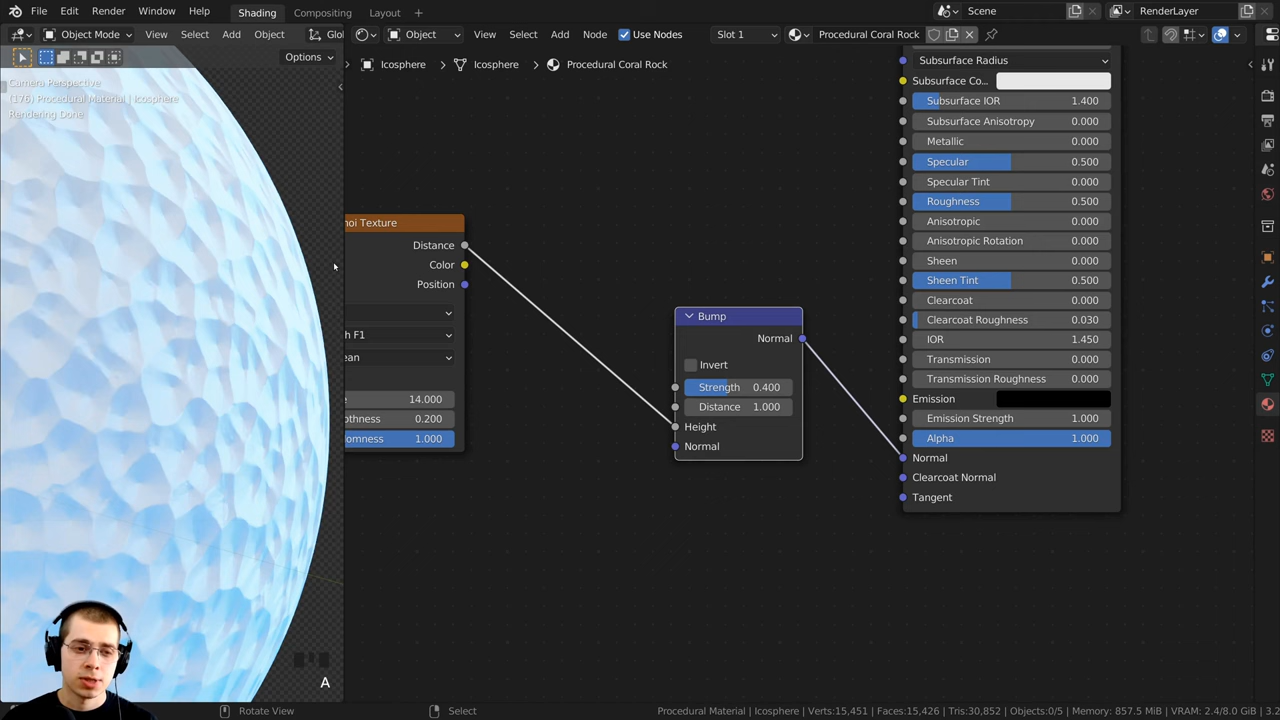 File Edit Render Window Help Shading Compositing Layout + Scene RenderLayer
Object Mode View Select Add Object Glol Object View Select Add Node Use Nodes Slot 1 Procedural Coral Rock
Options Icosphere Icosphere Procedural Coral Rock
Camera Perspective
(176) Procedural Material | Icosphere
Rendering Done
noi Texture
Distance
Color
Position
h F1
ean
e 14.000
othness 0.200
lomness 1.000
Bump
Normal
Invert
Strength 0.400
Distance 1.000
Height
Normal
Subsurface Radius
Subsurface Co...
Subsurface IOR 1.400
Subsurface Anisotropy 0.000
Metallic 0.000
Specular 0.500
Specular Tint 0.000
Roughness 0.500
Anisotropic 0.000
Anisotropic Rotation 0.000
Sheen 0.000
Sheen Tint 0.500
Clearcoat 0.000
Clearcoat Roughness 0.030
IOR 1.450
Transmission 0.000
Transmission Roughness 0.000
Emission
Emission Strength 1.000
Alpha 1.000
Normal
Clearcoat Normal
Tangent
A
Rotate View Select Procedural Material | Icosphere | Verts:15,451 | Faces:15,426 | Tris:30,852 | Objects:0/5 | Memory: 857.5 MiB | VRAM: 2.4/8.0 GiB | 3.2